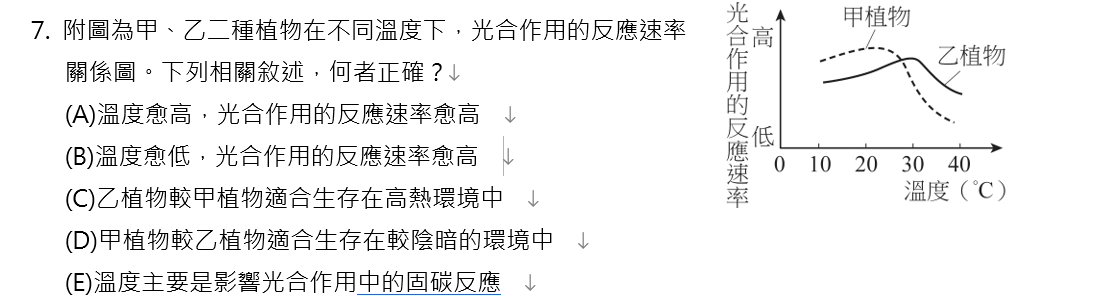 7. 附圖為甲、乙二種植物在不同溫度下，光合作用的反應速率
關係圖。下列相關敘述，何者正確？↓
(A)溫度愈高，光合作用的反應速率愈高 ↓
(B)溫度愈低，光合作用的反應速率愈高 ↓
(C)乙植物較甲植物適合生存在高熱環境中 ↓
(D)甲植物較乙植物適合生存在較陰暗的環境中 ↓
(E)溫度主要是影響光合作用中的固碳反應 ↓
光合作用的反應速率
高
低
甲植物
乙植物
0 10 20 30 40
溫度（℃）